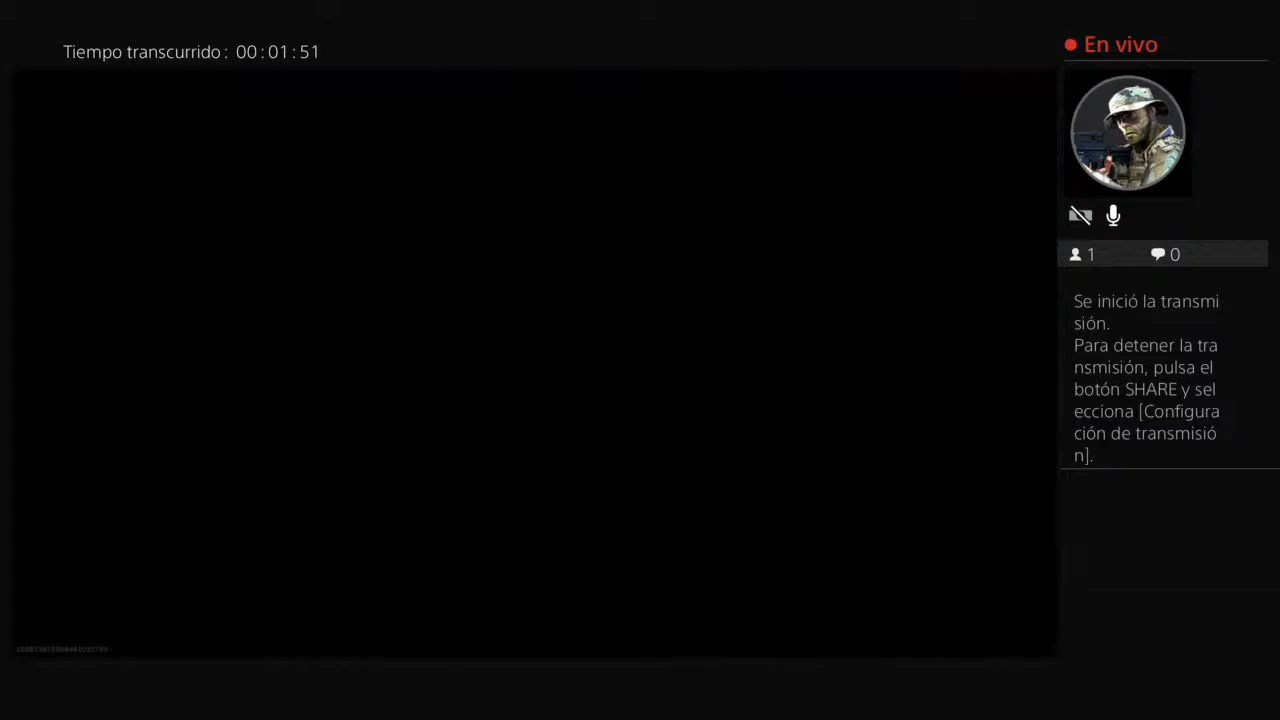 Tiempo transcurrido: 00:01:51
En vivo
1 0
Se inició la transmi
sión.
Para detener la tra
nsmisión, pulsa el
botón SHARE y sel
ecciona [Configura
ción de transmisió
n].